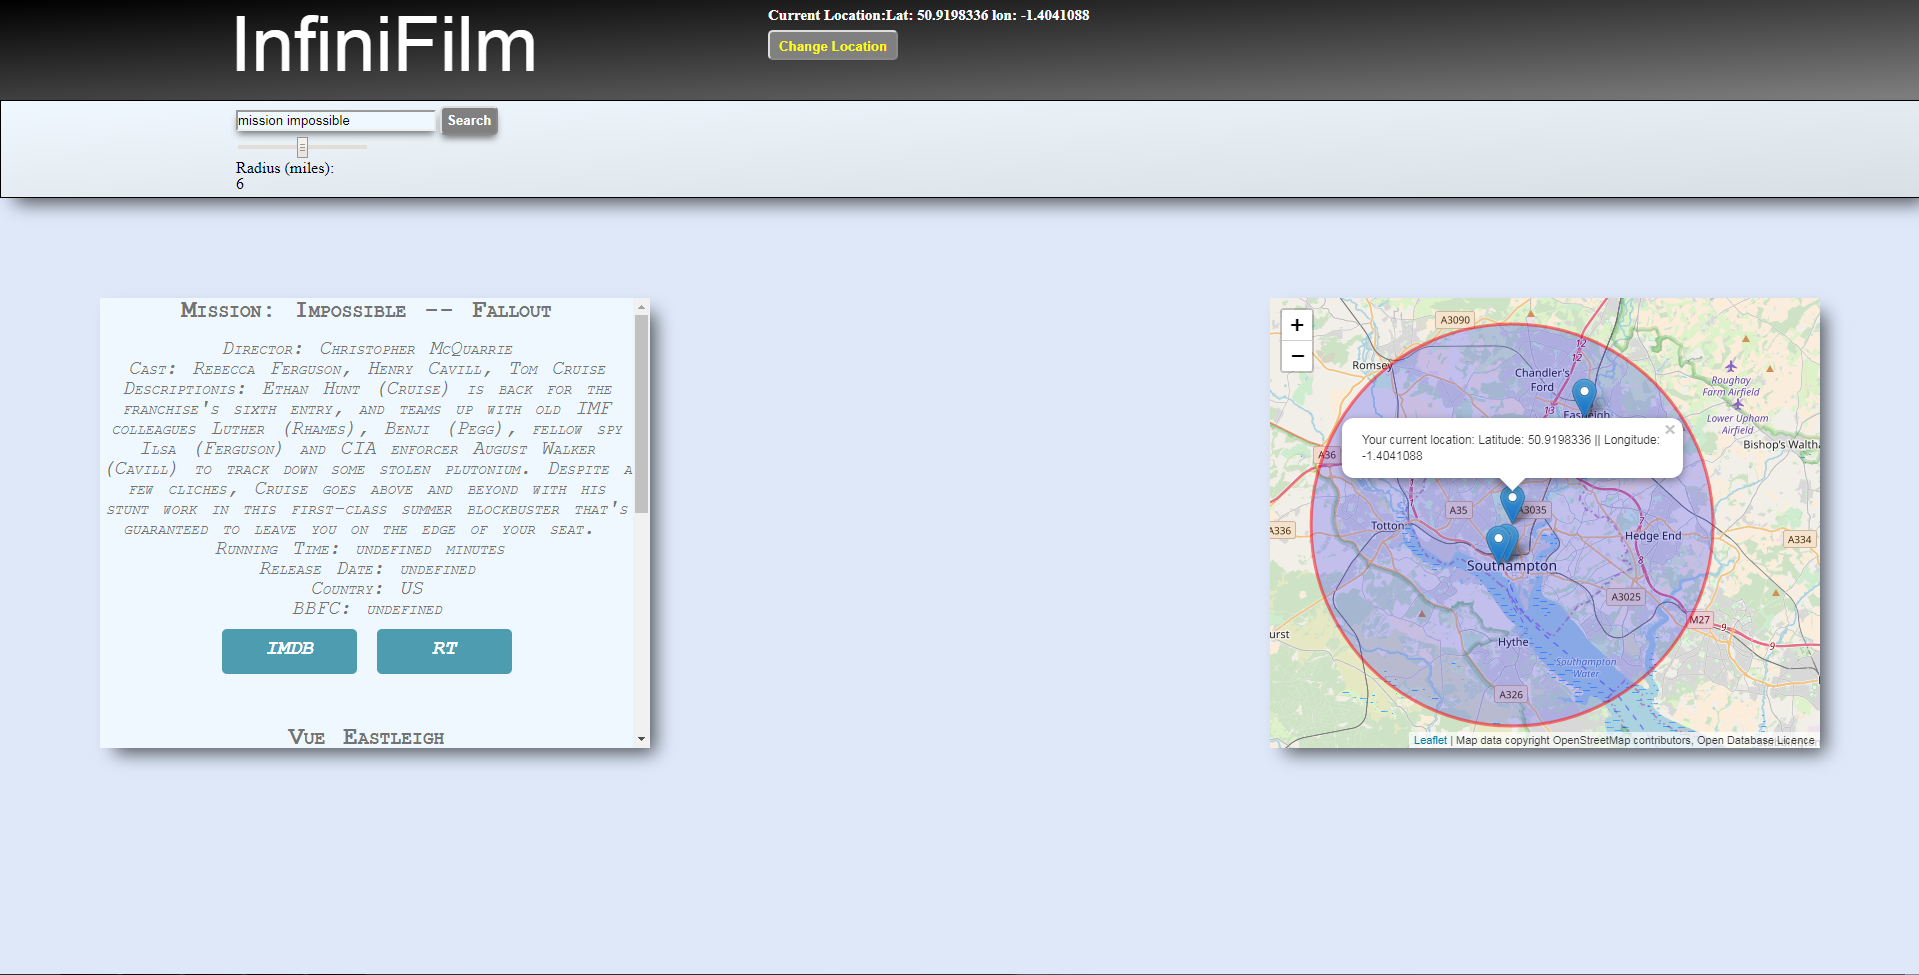 InfiniFilm
Current Location:Lat: 50.9198336 lon: -1.4041088
Change Location
mission impossible
Search
Radius (miles):
6
Mission: Impossible -- Fallout
Director: Christopher McQuarrie
Cast: Rebecca Ferguson, Henry Cavill, Tom Cruise
Descriptionis: Ethan Hunt (Cruise) is back for the
franchise's sixth entry, and teams up with old IMF
colleagues Luther (Rhames), Benji (Pegg), fellow spy
Ilsa (Ferguson) and CIA enforcer August Walker
(Cavill) to track down some stolen plutonium. Despite a
few cliches, Cruise goes above and beyond with his
stunt work in this first-class summer blockbuster that's
guaranteed to leave you on the edge of your seat.
Running Time: undefined minutes
Release Date: undefined
Country: US
BBFC: undefined
IMDB
RT
Vue Eastleigh
+
−
A3090
12
12
Romsey
Chandler's
Ford
Roughay
Farm Airfield
13
Eastleigh
Lower Upham
Airfield
Bishop's Waltha
×
Your current location: Latitude: 50.9198336 || Longitude:
-1.4041088
A36
A35
A3035
Totton
7
A336
Hedge End
A334
8
Southampton
A3025
M27
9
9
urst
Hythe
Southampton
Water
A326
Leaflet | Map data copyright OpenStreetMap contributors, Open Database Licence